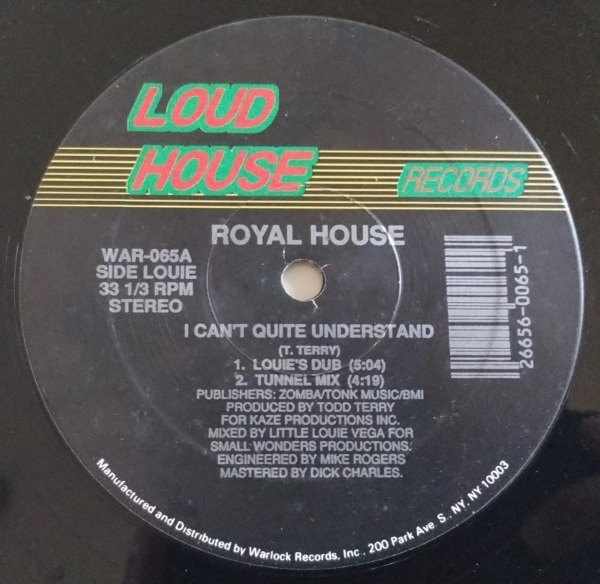 LOUD
HOUSE
RECORDS
ROYAL HOUSE
WAR-065A
SIDE LOUIE
33 1/3 RPM
STEREO
26656-0065-1
I CAN'T QUITE UNDERSTAND
(T. TERRY)
1. LOUIE'S DUB (5:04)
2. TUNNEL MIX (4:19)
PUBLISHERS: ZOMBA/TONK MUSIC/BMI
PRODUCED BY TODD TERRY
FOR KAZE PRODUCTIONS INC.
MIXED BY LITTLE LOUIE VEGA FOR
SMALL WONDERS PRODUCTIONS.
ENGINEERED BY MIKE ROGERS
MASTERED BY DICK CHARLES.
Manufactured and Distributed by Warlock Records, Inc., 200 Park Ave. S., NY, NY 10003